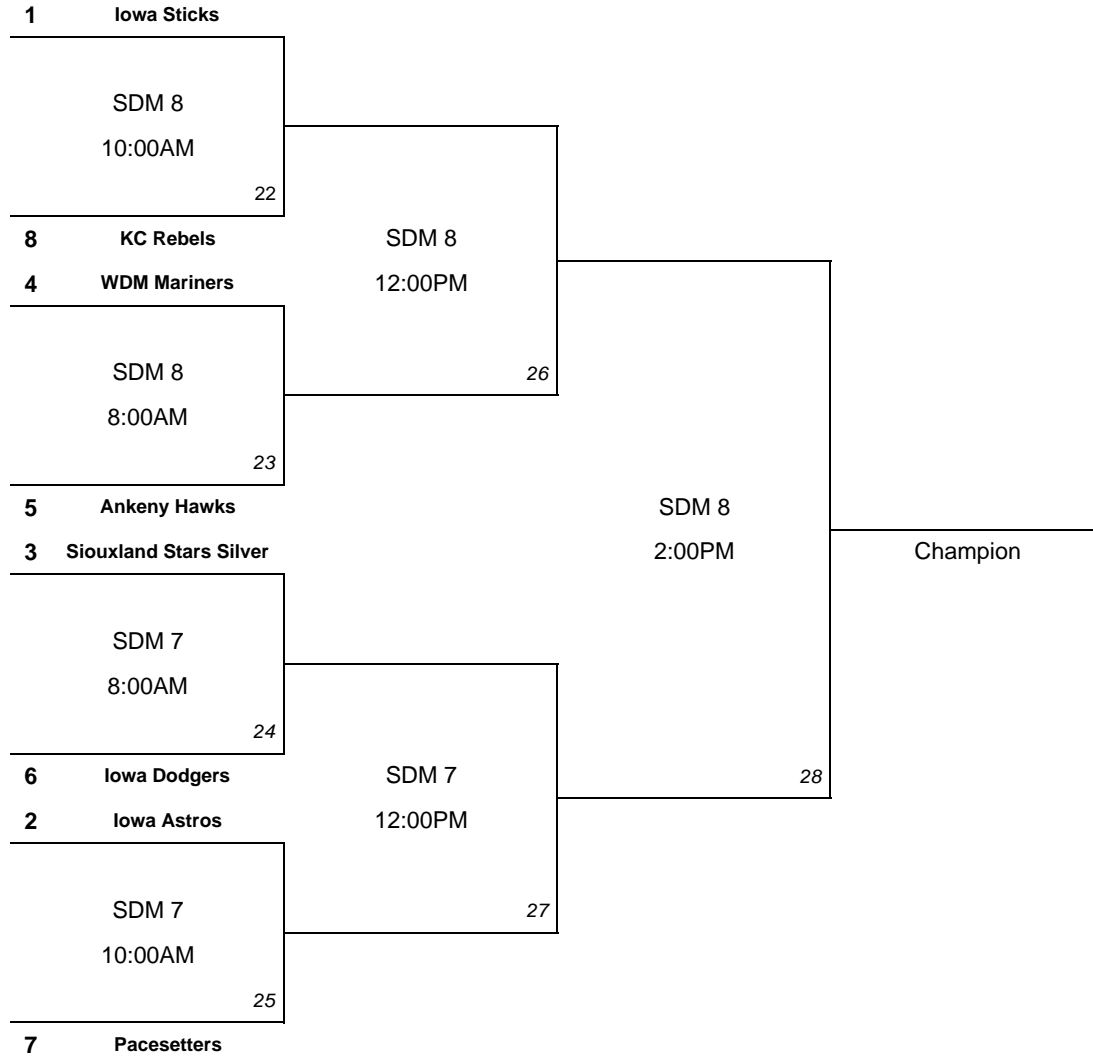 1 Iowa Sticks
SDM 8
10:00AM
22
8 KC Rebels
SDM 8
4 WDM Mariners
12:00PM
SDM 8
26
8:00AM
23
5 Ankeny Hawks
SDM 8
3 Siouxland Stars Silver
2:00PM
Champion
SDM 7
8:00AM
24
6 Iowa Dodgers
SDM 7
28
2 Iowa Astros
12:00PM
SDM 7
27
10:00AM
25
7 Pacesetters